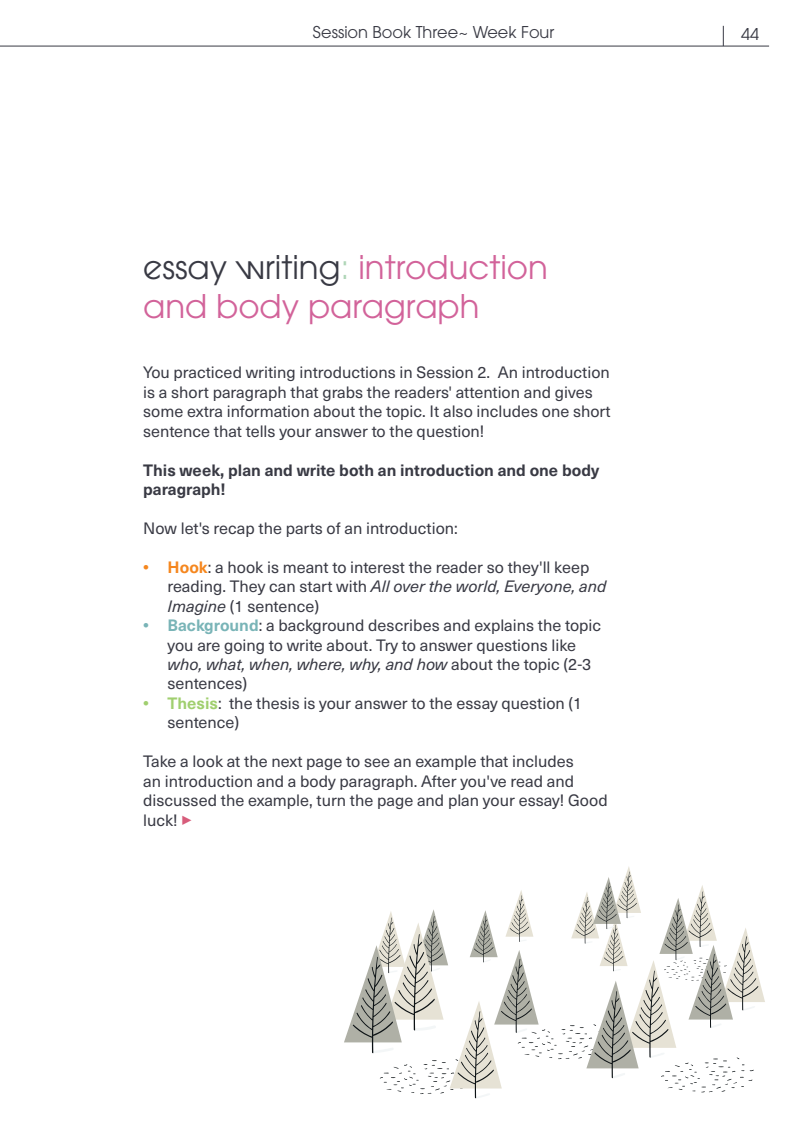 Session Book Three~ Week Four
44
essay writing: introduction
and body paragraph
You practiced writing introductions in Session 2.  An introduction
is a short paragraph that grabs the readers' attention and gives
some extra information about the topic. It also includes one short
sentence that tells your answer to the question!
This week, plan and write both an introduction and one body
paragraph!
Now let's recap the parts of an introduction:
• Hook: a hook is meant to interest the reader so they'll keep
reading. They can start with All over the world, Everyone, and
Imagine (1 sentence)
• Background: a background describes and explains the topic
you are going to write about. Try to answer questions like
who, what, when, where, why, and how about the topic (2-3
sentences)
• Thesis:  the thesis is your answer to the essay question (1
sentence)
Take a look at the next page to see an example that includes
an introduction and a body paragraph. After you've read and
discussed the example, turn the page and plan your essay! Good
luck! ▶